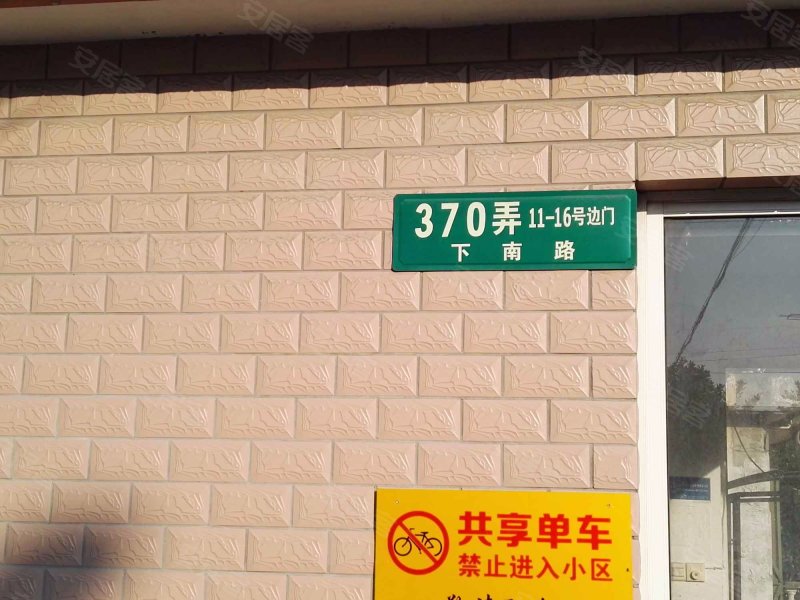 370弄 11-16号边门
下南路
共享单车
禁止进入小区